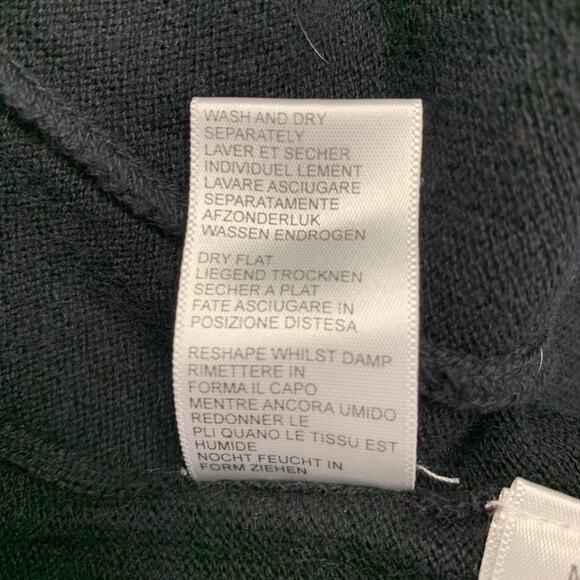 WASH AND DRY
SEPARATELY
LAVER ET SECHER
INDIVIDUEL LEMENT
LAVARE ASCIUGARE
SEPARATAMENTE
AFZONDERLUK
WASSEN ENDROGEN
DRY FLAT
LIEGEND TROCKNEN
SECHER A PLAT
FATE ASCIUGARE IN
POSIZIONE DISTESA
RESHAPE WHILST DAMP
RIMETTERE IN
FORMA IL CAPO
MENTRE ANCORA UMIDO
REDONNER LE
PLI QUANO LE TISSU EST
HUMIDE
NOCHT FEUCHT IN
FORM ZIEHEN